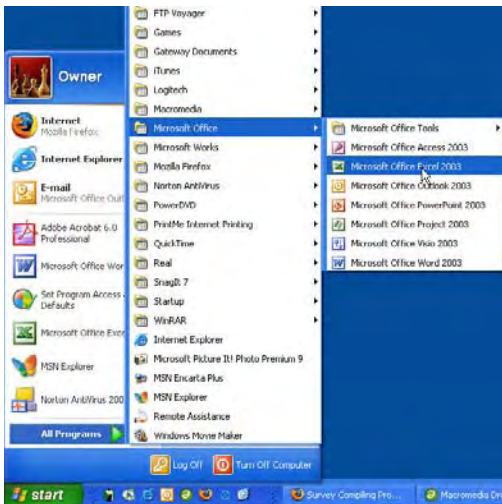 Owner
Internet
Mozilla Firefox
Internet Explorer
E-mail
Microsoft Office Outl
Adobe Acrobat 6.0
Professional
Microsoft Office Wor
Set Program Access
Defaults
Microsoft Office Exce
MSN Explorer
Norton AntiVirus 200
All Programs
FTP Voyager
Games
Gateway Documents
iTunes
Logitech
Macromedia
Microsoft Office
Microsoft Works
Mozilla Firefox
Norton AntiVirus
PowerDVD
PrintMe Internet Printing
QuickTime
Real
SnagIt 7
Startup
WinRAR
Internet Explorer
Microsoft Picture It! Photo Premium 9
MSN Encarta Plus
MSN Explorer
Remote Assistance
Windows Movie Maker
Microsoft Office Tools
Microsoft Office Access 2003
Microsoft Office Excel 2003
Microsoft Office Outlook 2003
Microsoft Office PowerPoint 2003
Microsoft Office Project 2003
Microsoft Office Visio 2003
Microsoft Office Word 2003
Log Off
Turn Off Computer
start
Survey Compiling Pro...
Macromedia Dr